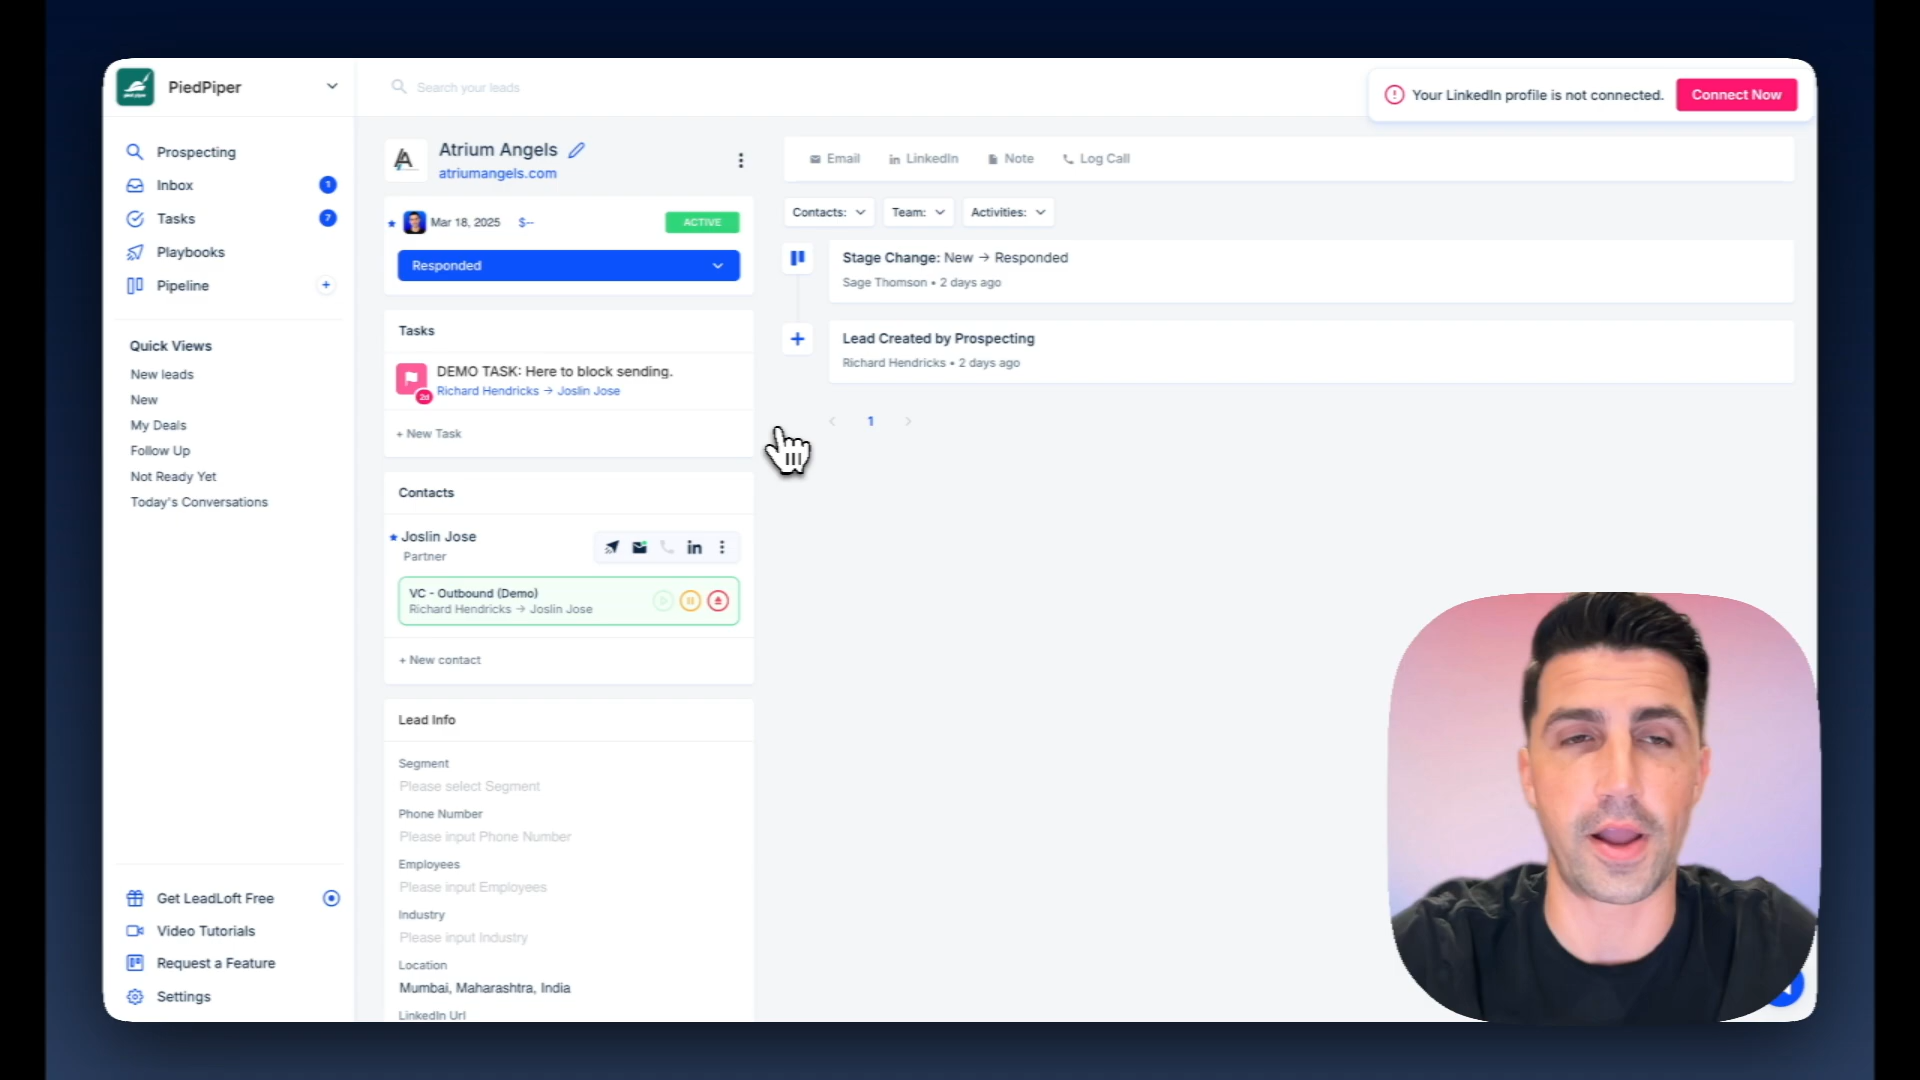 PiedPiper
Search your leads
Your LinkedIn profile is not connected.
Connect Now
Prospecting
Inbox
1
Tasks
7
Playbooks
Pipeline
Quick Views
New leads
New
My Deals
Follow Up
Not Ready Yet
Today's Conversations
Get LeadLoft Free
Video Tutorials
Request a Feature
Settings
Atrium Angels
atriumangels.com
Mar 18, 2025
$--
ACTIVE
Responded
Tasks
DEMO TASK: Here to block sending.
2d
Richard Hendricks → Joslin Jose
+ New Task
Contacts
Joslin Jose
Partner
VC - Outbound (Demo)
Richard Hendricks → Joslin Jose
+ New contact
Lead Info
Segment
Please select Segment
Phone Number
Please input Phone Number
Employees
Please input Employees
Industry
Please input Industry
Location
Mumbai, Maharashtra, India
LinkedIn Url
Email
LinkedIn
Note
Log Call
Contacts:
Team:
Activities:
Stage Change: New → Responded
Sage Thomson • 2 days ago
Lead Created by Prospecting
Richard Hendricks • 2 days ago
1